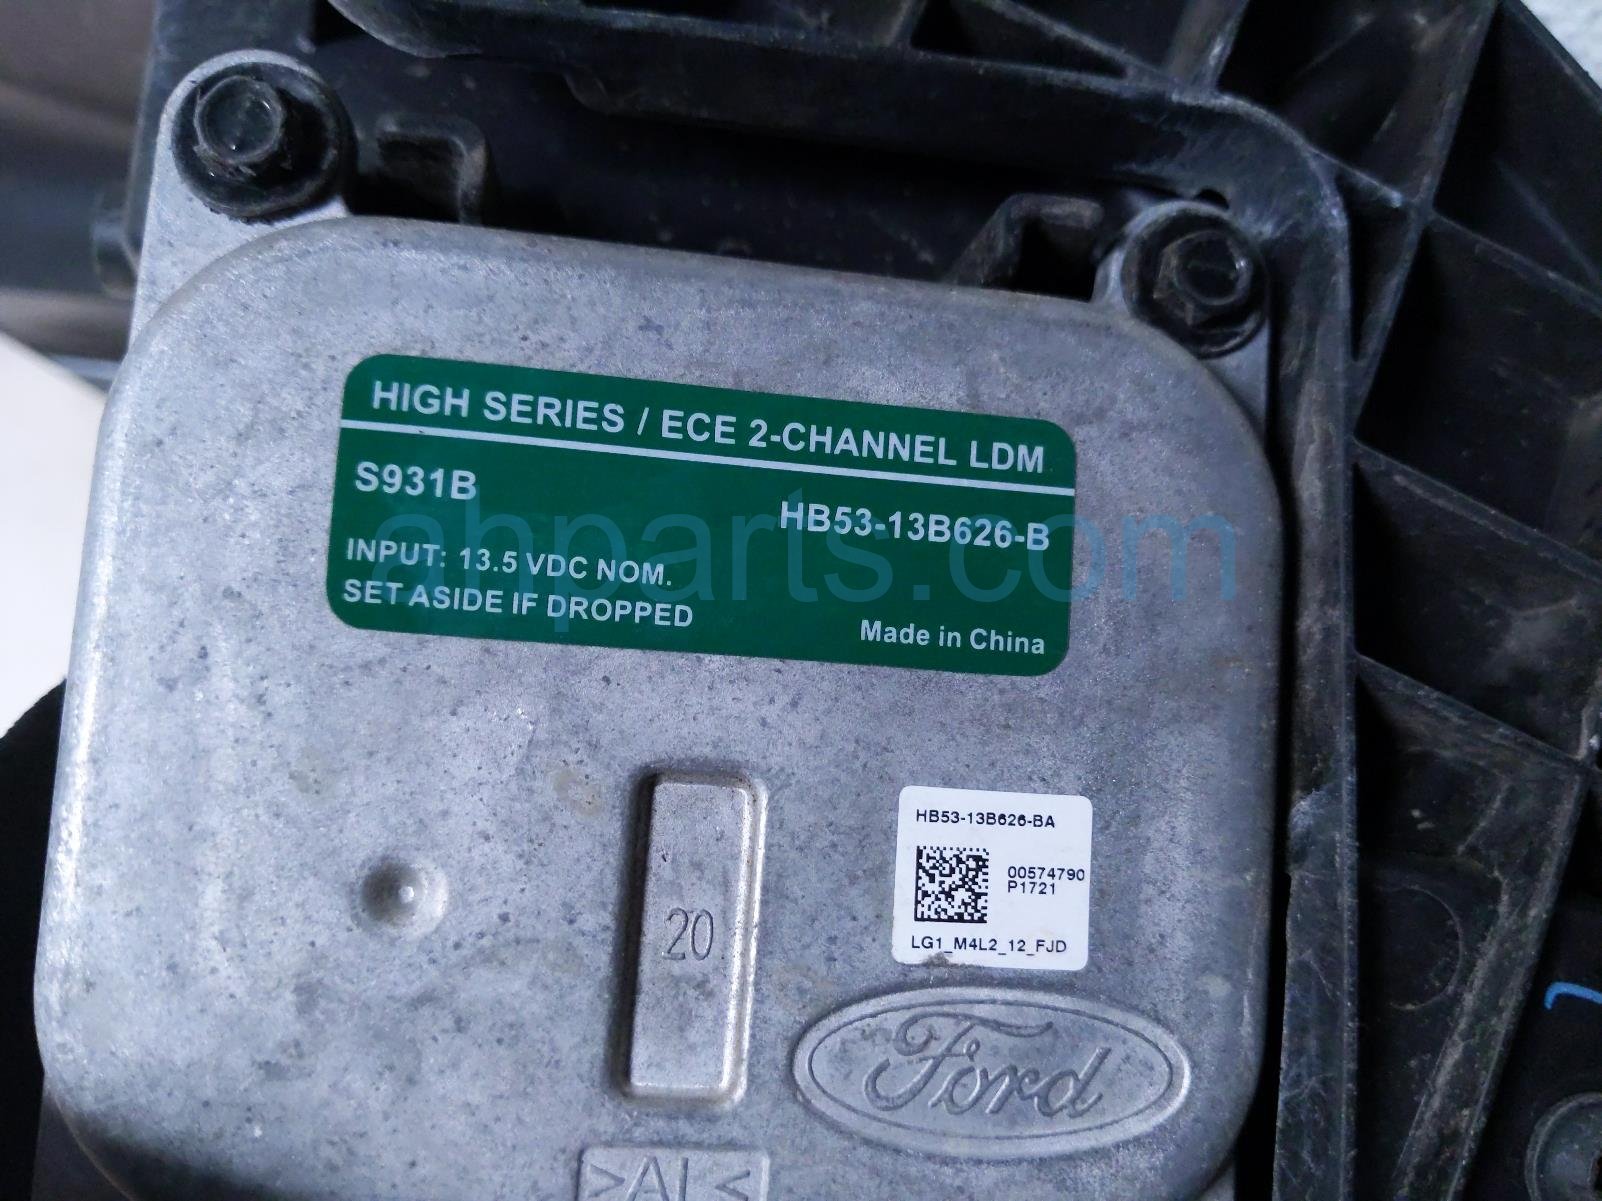 HIGH SERIES / ECE 2-CHANNEL LDM
S931B
HB53-13B626-B
INPUT: 13.5 VDC NOM.
SET ASIDE IF DROPPED
Made in China
ahparts.com
HB53-13B626-BA
00574790
P1721
LG1_M4L2_12_FJD
20
Ford
>AL<